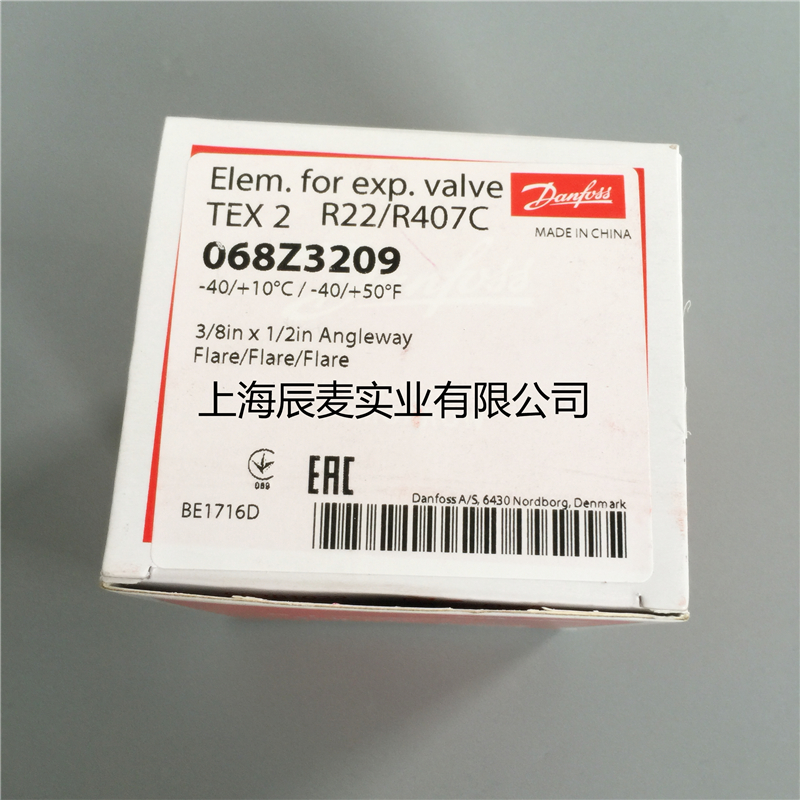 Elem. for exp. valve
TEX 2 R22/R407C
Danfoss
MADE IN CHINA
068Z3209
-40/+10°C / -40/+50°F
3/8in x 1/2in Angleway
Flare/Flare/Flare
上海辰麦实业有限公司
089
EAC
BE1716D
Danfoss A/S, 6430 Nordborg, Denmark